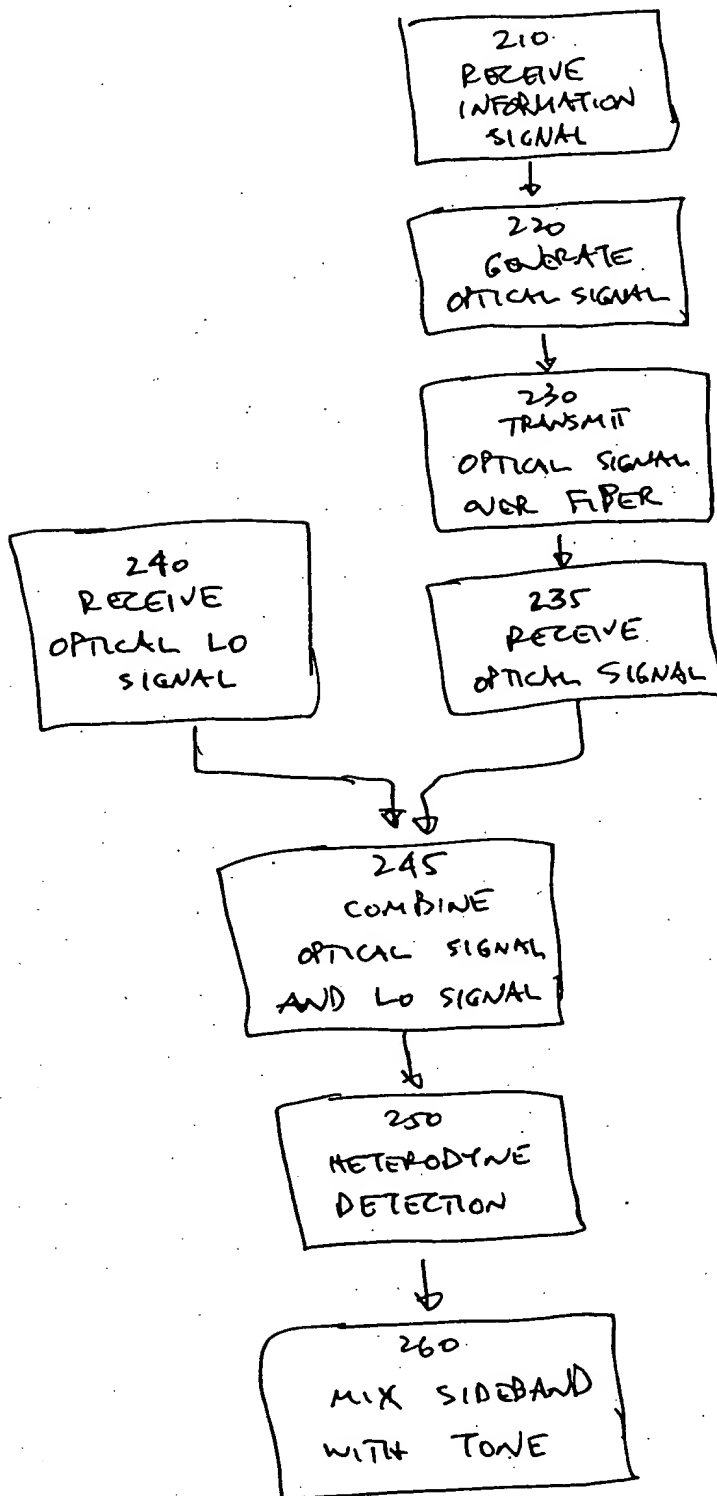 210
RECEIVE
INFORMATION
SIGNAL
220
GENERATE
OPTICAL SIGNAL
230
TRANSMIT
OPTICAL SIGNAL
OVER FIBER
240
RECEIVE
OPTICAL LO
SIGNAL
235
RECEIVE
OPTICAL SIGNAL
245
COMBINE
OPTICAL SIGNAL
AND LO SIGNAL
250
HETERODYNE
DETECTION
260
MIX SIDEBAND
WITH TONE